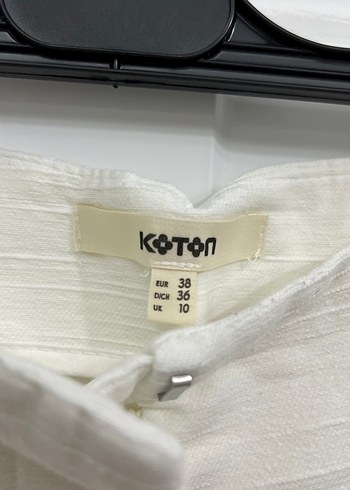 KOTON
EUR 38
D/CH 36
UK 10